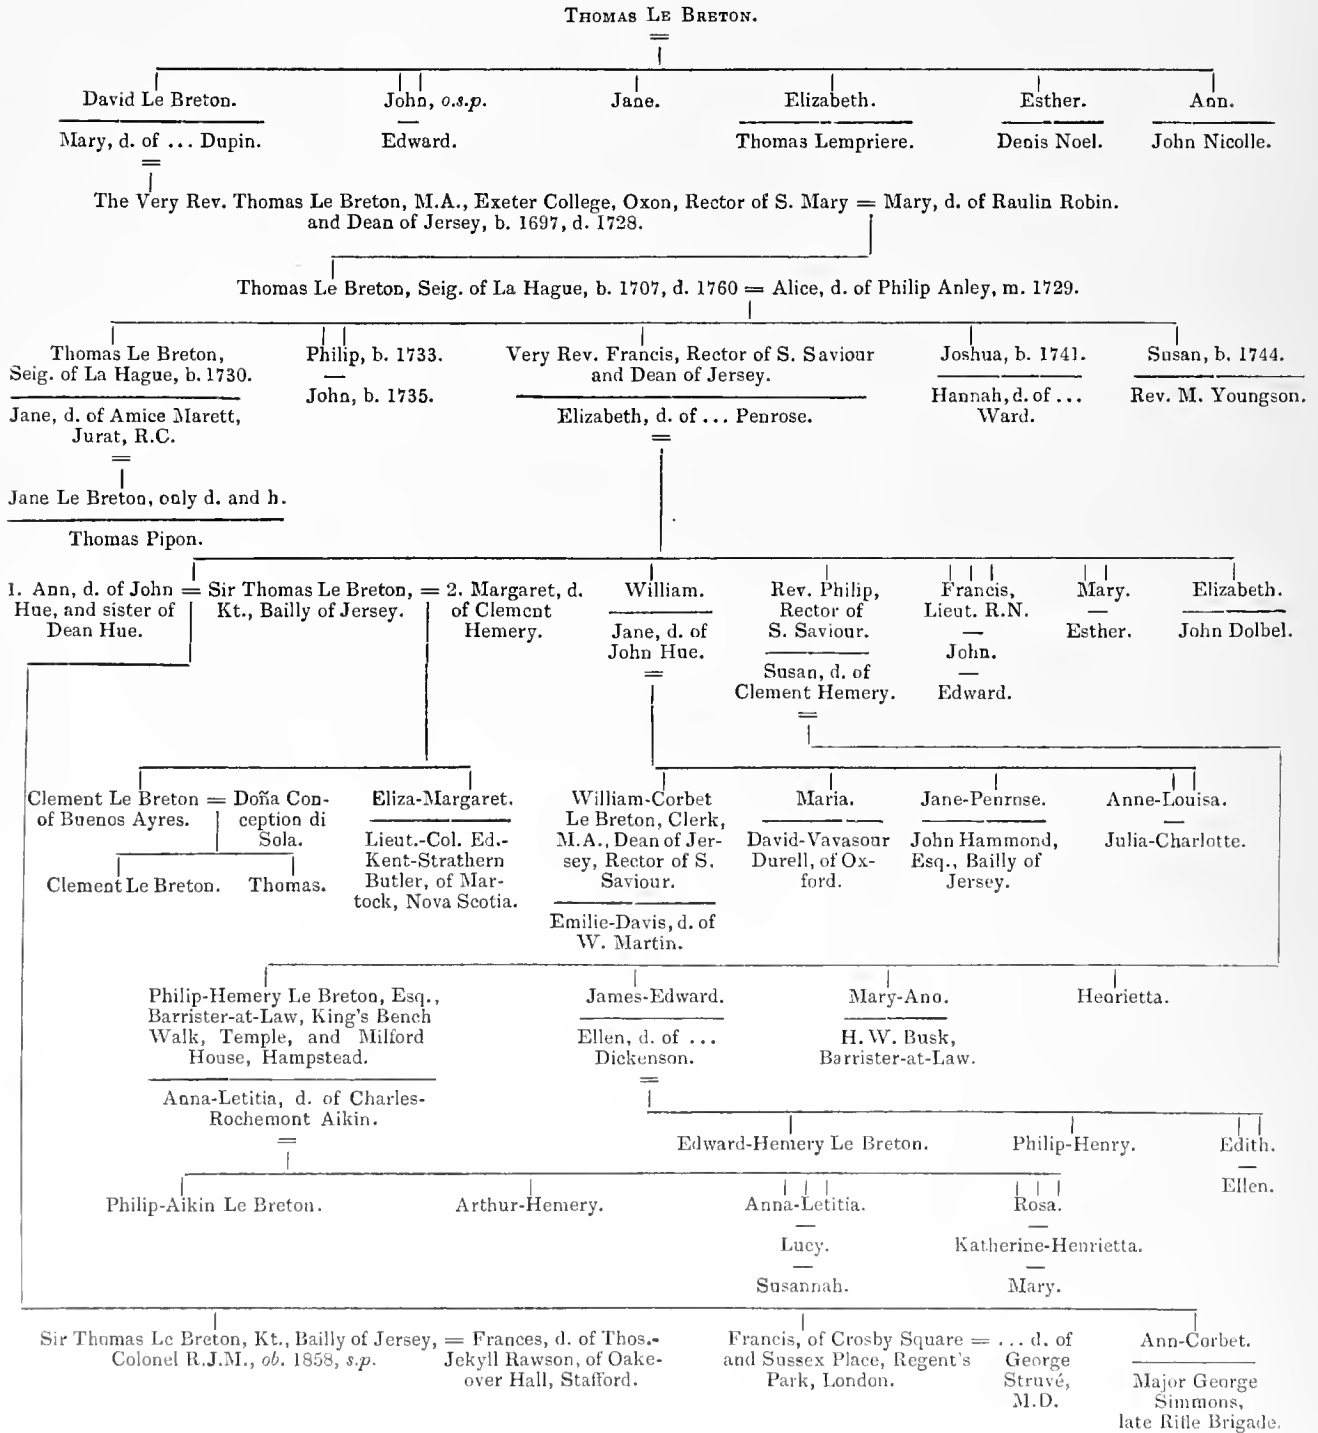 THOMAS LE BRETON.
=
David Le Breton.
Mary, d. of ... Dupin.
=
John, o.s.p.
—
Edward.
Jane.
Elizabeth.
Thomas Lempriere.
Esther.
Denis Noel.
Ann.
John Nicolle.
The Very Rev. Thomas Le Breton, M.A., Exeter College, Oxon, Rector of S. Mary = Mary, d. of Raulin Robin.
and Dean of Jersey, b. 1697, d. 1728.
Thomas Le Breton, Seig. of La Hague, b. 1707, d. 1760 = Alice, d. of Philip Anley, m. 1729.
Thomas Le Breton,
Seig. of La Hague, b. 1730.
Jane, d. of Amice Marett,
Jurat, R.C.
=
Jane Le Breton, only d. and h.
Thomas Pipon.
Philip, b. 1733.
—
John, b. 1735.
Very Rev. Francis, Rector of S. Saviour
and Dean of Jersey.
Elizabeth, d. of ... Penrose.
=
Joshua, b. 1741.
Hannah, d. of ...
Ward.
Susan, b. 1744.
Rev. M. Youngson.
1. Ann, d. of John
Hue, and sister of
Dean Hue.
=
Sir Thomas Le Breton,
Kt., Bailly of Jersey.
=
2. Margaret, d.
of Clement
Hemery.
William.
Jane, d. of
John Hue.
=
Rev. Philip,
Rector of
S. Saviour.
Susan, d. of
Clement Hemery.
=
Francis,
Lieut. R.N.
—
John.
—
Edward.
Mary.
—
Esther.
Elizabeth.
John Dolbel.
Clement Le Breton
of Buenos Ayres.
=
Doña Con-
ception di
Sola.
Clement Le Breton.
Thomas.
Eliza-Margaret.
Lieut.-Col. Ed.-
Kent-Strathern
Butler, of Mar-
tock, Nova Scotia.
William-Corbet
Le Breton, Clerk,
M.A., Dean of Jer-
sey, Rector of S.
Saviour.
Emilie-Davis, d. of
W. Martin.
Maria.
David-Vavasour
Durell, of Ox-
ford.
Jane-Penrose.
John Hammond,
Esq., Bailly of
Jersey.
Anne-Louisa.
—
Julia-Charlotte.
Philip-Hemery Le Breton, Esq.,
Barrister-at-Law, King's Bench
Walk, Temple, and Milford
House, Hampstead.
Anna-Letitia, d. of Charles-
Rochemont Aikin.
=
James-Edward.
Ellen, d. of ...
Dickenson.
=
Mary-Ann.
H. W. Busk,
Barrister-at-Law.
Henrietta.
Edward-Hemery Le Breton.
Philip-Henry.
Edith.
—
Ellen.
Philip-Aikin Le Breton.
Arthur-Hemery.
Anna-Letitia.
—
Lucy.
—
Susannah.
Rosa.
—
Katherine-Henrietta.
—
Mary.
Sir Thomas Le Breton, Kt., Bailly of Jersey,
Colonel R.J.M., ob. 1858, s.p.
=
Frances, d. of Thos.-
Jekyll Rawson, of Oake-
over Hall, Stafford.
Francis, of Crosby Square
and Sussex Place, Regent's
Park, London.
=
... d. of
George
Struvé,
M.D.
Ann-Corbet.
Major George
Simmons,
late Rifle Brigade.